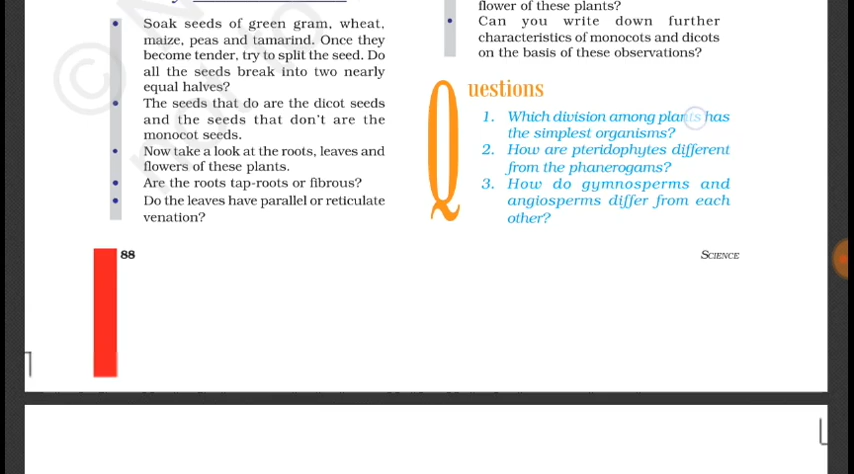 Soak seeds of green gram, wheat,
maize, peas and tamarind. Once they
become tender, try to split the seed. Do
all the seeds break into two nearly
equal halves?
The seeds that do are the dicot seeds
and the seeds that don't are the
monocot seeds.
Now take a look at the roots, leaves and
flowers of these plants.
Are the roots tap-roots or fibrous?
Do the leaves have parallel or reticulate
venation?
flower of these plants?
Can you write down further
characteristics of monocots and dicots
on the basis of these observations?
Questions
1. Which division among plants has
the simplest organisms?
2. How are pteridophytes different
from the phanerogams?
3. How do gymnosperms and
angiosperms differ from each
other?
88
SCIENCE